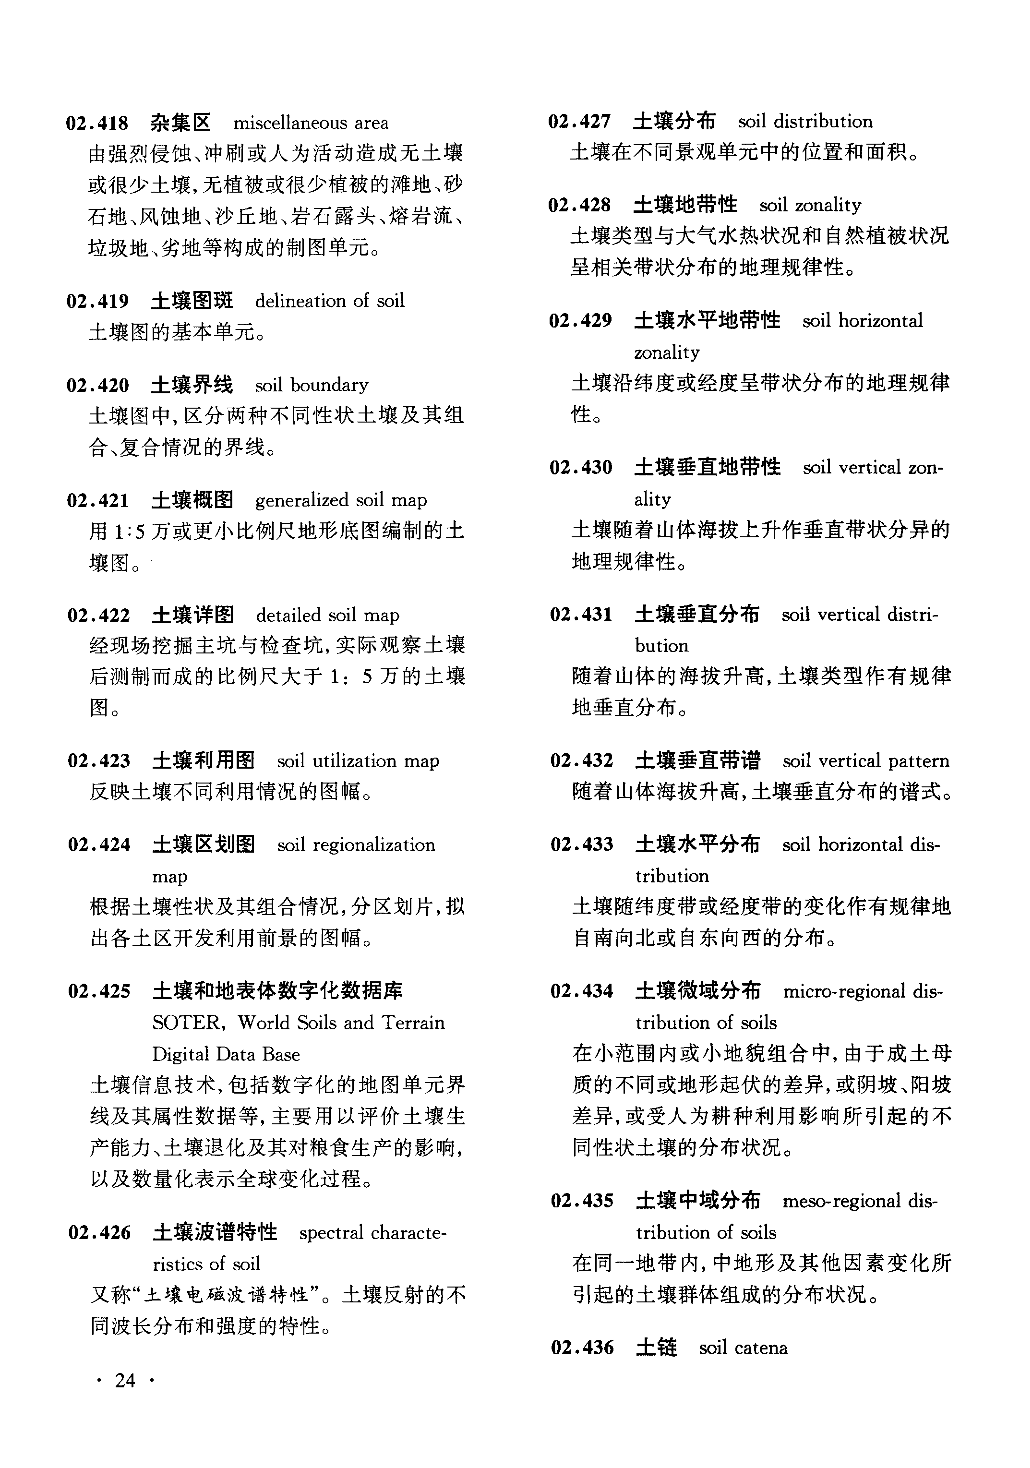 02.418 杂集区 miscellaneous area
由强烈侵蚀、冲刷或人为活动造成无土壤
或很少土壤,无植被或很少植被的滩地、砂
石地、风蚀地、沙丘地、岩石露头、熔岩流、
垃圾地、劣地等构成的制图单元。
02.419 土壤图斑 delineation of soil
土壤图的基本单元。
02.420 土壤界线 soil boundary
土壤图中,区分两种不同性状土壤及其组
合、复合情况的界线。
02.421 土壤概图 generalized soil map
用1:5万或更小比例尺地形底图编制的土
壤图。
02.422 土壤详图 detailed soil map
经现场挖掘主坑与检查坑,实际观察土壤
后测制而成的比例尺大于1: 5万的土壤
图。
02.423 土壤利用图 soil utilization map
反映土壤不同利用情况的图幅。
02.424 土壤区划图 soil regionalization
map
根据土壤性状及其组合情况,分区划片,拟
出各土区开发利用前景的图幅。
02.425 土壤和地表体数字化数据库
SOTER, World Soils and Terrain
Digital Data Base
土壤信息技术,包括数字化的地图单元界
线及其属性数据等,主要用以评价土壤生
产能力、土壤退化及其对粮食生产的影响,
以及数量化表示全球变化过程。
02.426 土壤波谱特性 spectral characte-
ristics of soil
又称“土壤电磁波谱特性”。土壤反射的不
同波长分布和强度的特性。
· 24 ·
02.427 土壤分布 soil distribution
土壤在不同景观单元中的位置和面积。
02.428 土壤地带性 soil zonality
土壤类型与大气水热状况和自然植被状况
呈相关带状分布的地理规律性。
02.429 土壤水平地带性 soil horizontal
zonality
土壤沿纬度或经度呈带状分布的地理规律
性。
02.430 土壤垂直地带性 soil vertical zon-
ality
土壤随着山体海拔上升作垂直带状分异的
地理规律性。
02.431 土壤垂直分布 soil vertical distri-
bution
随着山体的海拔升高,土壤类型作有规律
地垂直分布。
02.432 土壤垂直带谱 soil vertical pattern
随着山体海拔升高,土壤垂直分布的谱式。
02.433 土壤水平分布 soil horizontal dis-
tribution
土壤随纬度带或经度带的变化作有规律地
自南向北或自东向西的分布。
02.434 土壤微域分布 micro-regional dis-
tribution of soils
在小范围内或小地貌组合中,由于成土母
质的不同或地形起伏的差异,或阴坡、阳坡
差异,或受人为耕种利用影响所引起的不
同性状土壤的分布状况。
02.435 土壤中域分布 meso-regional dis-
tribution of soils
在同一地带内,中地形及其他因素变化所
引起的土壤群体组成的分布状况。
02.436 土链 soil catena